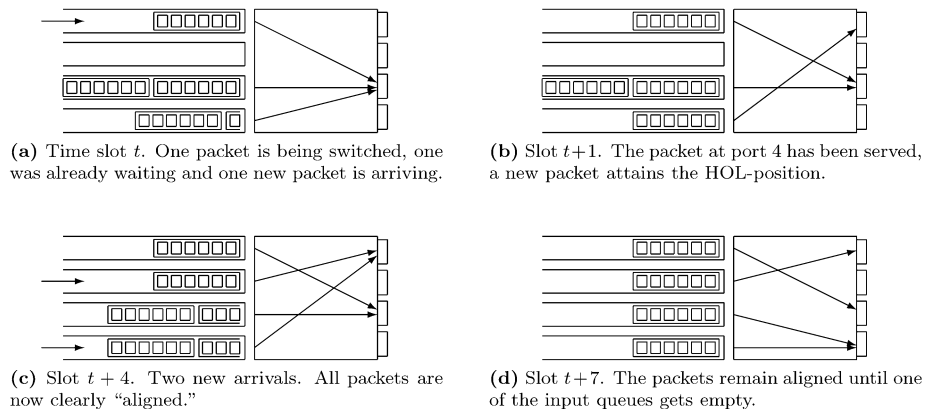 (a) Time slot t. One packet is being switched, one
was already waiting and one new packet is arriving.
(b) Slot t+1. The packet at port 4 has been served,
a new packet attains the HOL-position.
(c) Slot t + 4. Two new arrivals. All packets are
now clearly “aligned.”
(d) Slot t+7. The packets remain aligned until one
of the input queues gets empty.